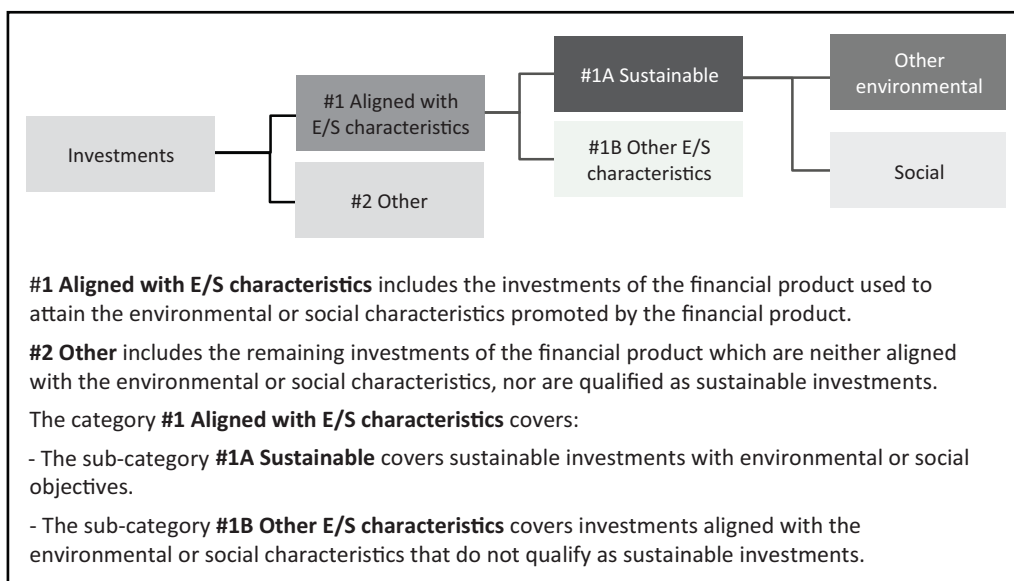 Investments
#1 Aligned with
E/S characteristics
#2 Other
#1A Sustainable
#1B Other E/S
characteristics
Other
environmental
Social
#1 Aligned with E/S characteristics includes the investments of the financial product used to
attain the environmental or social characteristics promoted by the financial product.
#2 Other includes the remaining investments of the financial product which are neither aligned
with the environmental or social characteristics, nor are qualified as sustainable investments.
The category #1 Aligned with E/S characteristics covers:
- The sub-category #1A Sustainable covers sustainable investments with environmental or social
objectives.
- The sub-category #1B Other E/S characteristics covers investments aligned with the
environmental or social characteristics that do not qualify as sustainable investments.